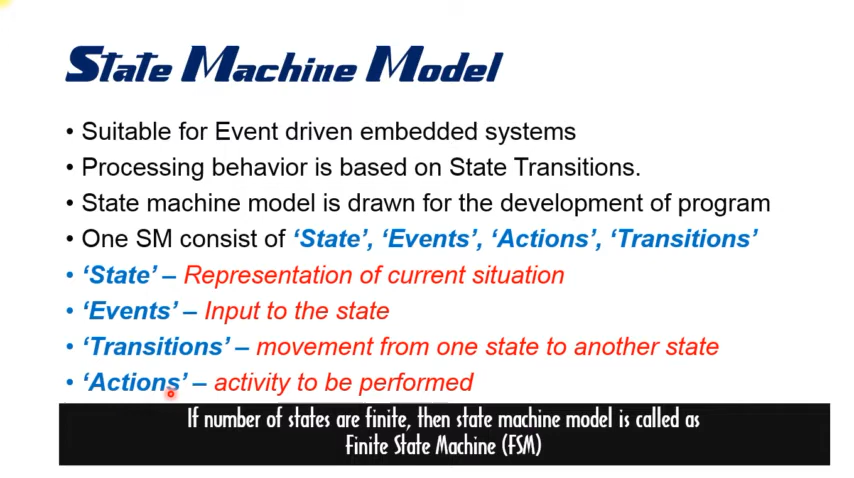 State Machine Model
• Suitable for Event driven embedded systems
• Processing behavior is based on State Transitions.
• State machine model is drawn for the development of program
• One SM consist of ‘State’, ‘Events’, ‘Actions’, ‘Transitions’
• ‘State’ – Representation of current situation
• ‘Events’ – Input to the state
• ‘Transitions’ – movement from one state to another state
• ‘Actions’ – activity to be performed
If number of states are finite, then state machine model is called as
Finite State Machine (FSM)